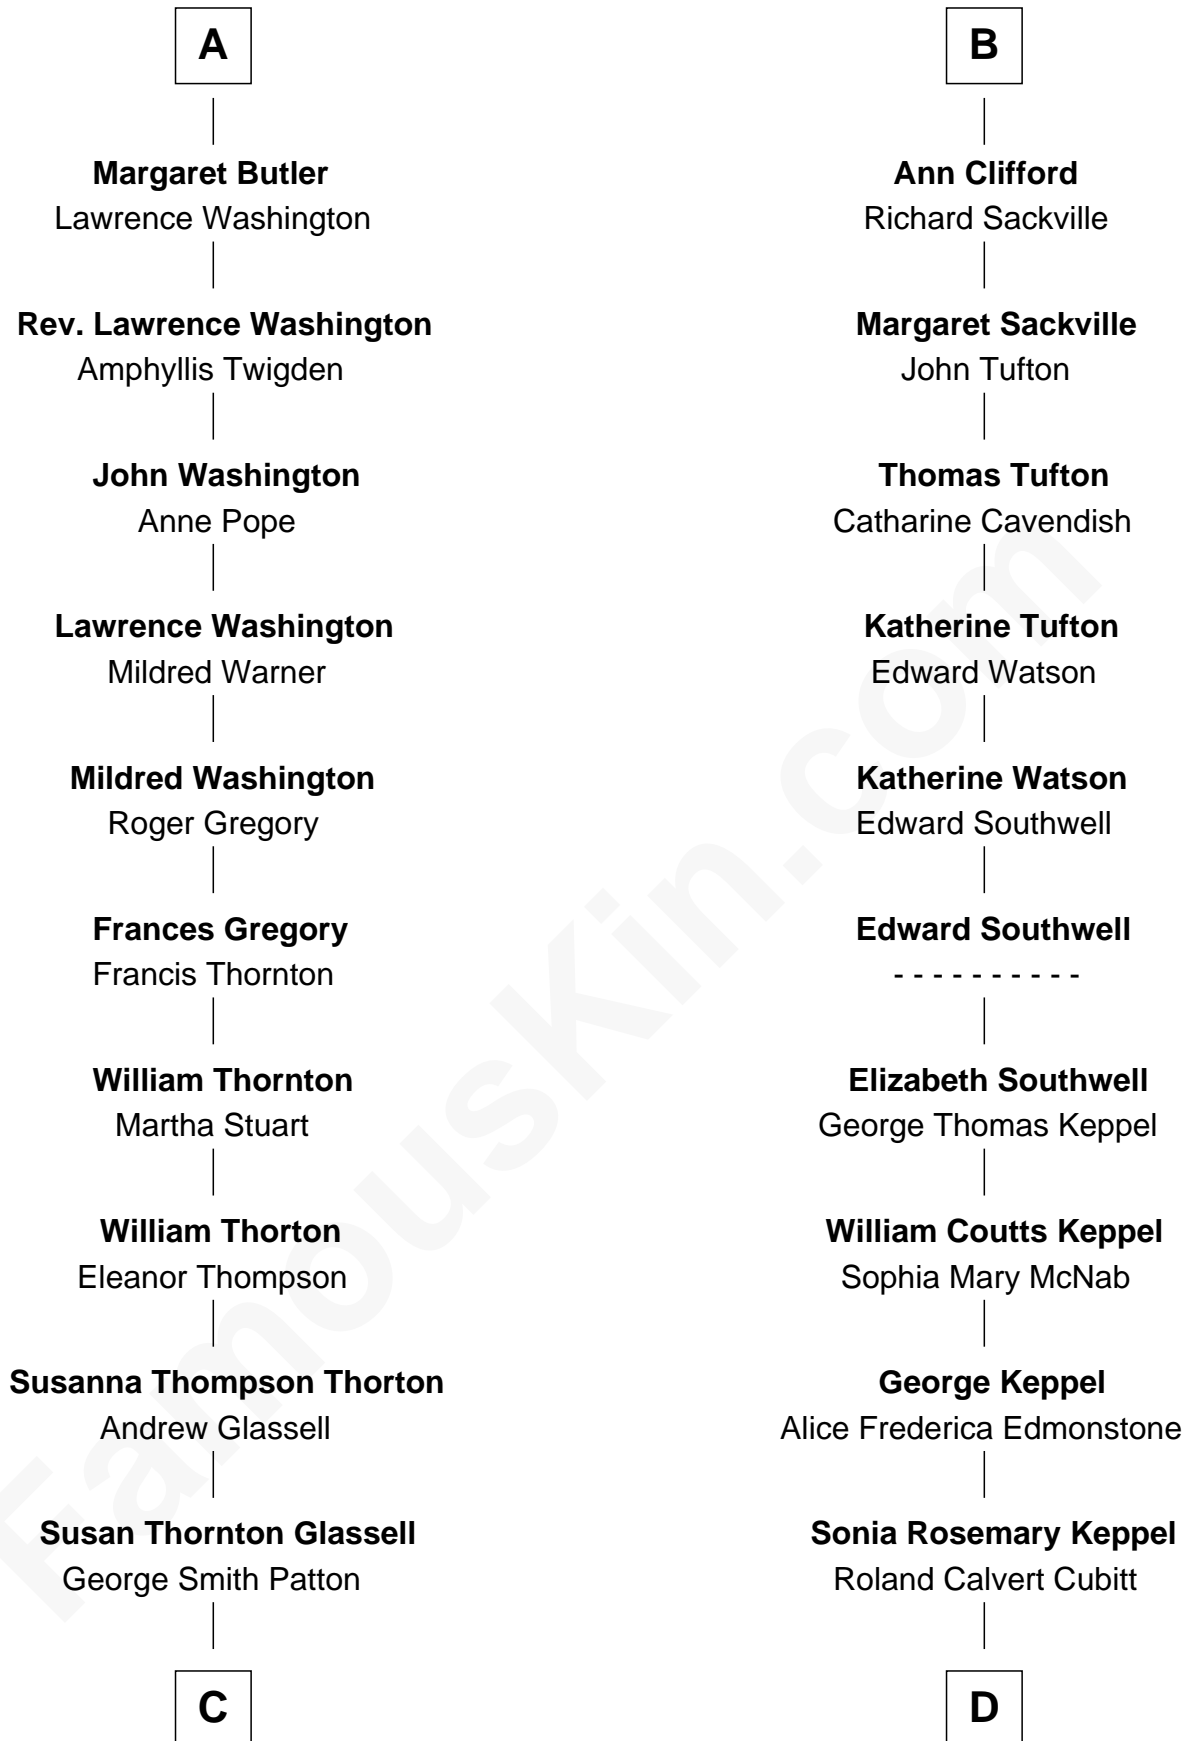 A
Margaret Butler
Lawrence Washington
Rev. Lawrence Washington
Amphyllis Twigden
John Washington
Anne Pope
Lawrence Washington
Mildred Warner
Mildred Washington
Roger Gregory
Frances Gregory
Francis Thornton
William Thornton
Martha Stuart
William Thorton
Eleanor Thompson
Susanna Thompson Thorton
Andrew Glassell
Susan Thornton Glassell
George Smith Patton
C
B
Ann Clifford
Richard Sackville
Margaret Sackville
John Tufton
Thomas Tufton
Catharine Cavendish
Katherine Tufton
Edward Watson
Katherine Watson
Edward Southwell
Edward Southwell
- - - - - - - - - -
Elizabeth Southwell
George Thomas Keppel
William Coutts Keppel
Sophia Mary McNab
George Keppel
Alice Frederica Edmonstone
Sonia Rosemary Keppel
Roland Calvert Cubitt
D
FamousKin.com